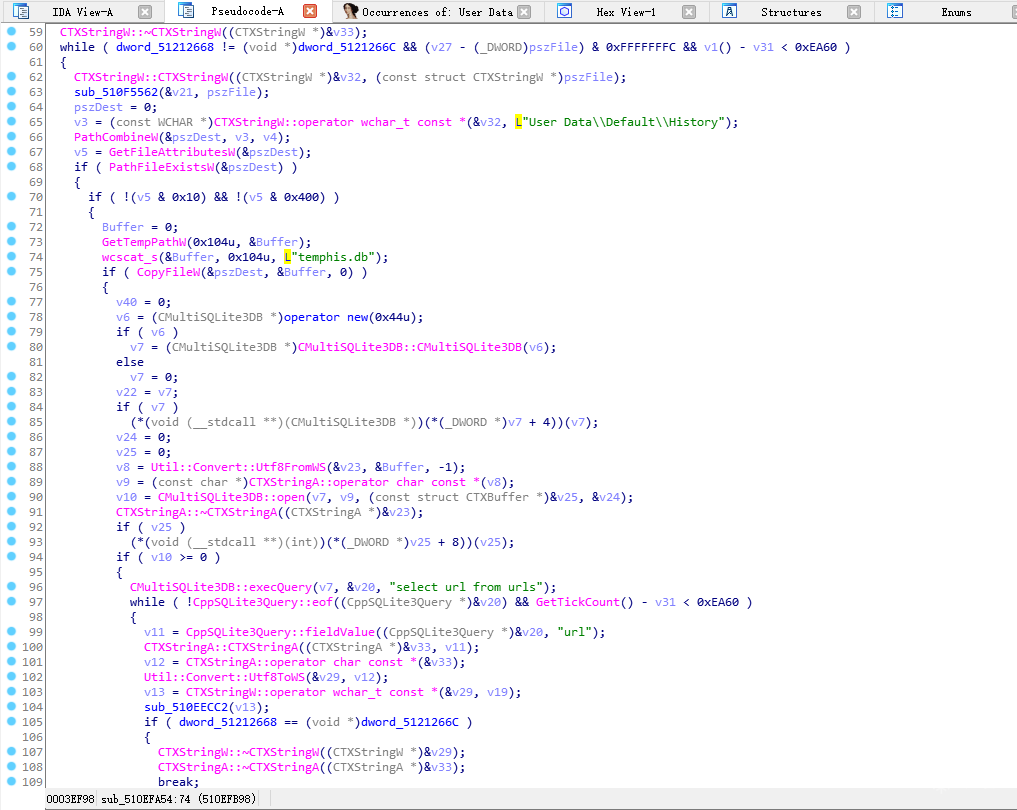 IDA View-A Pseudocode-A Occurrences of: User Data Hex View-1 Structures Enums
59 CTXStringW::~CTXStringW((CTXStringW *)&v33);
60 while ( dword_51212668 != (void *)dword_5121266C && (v27 - (_DWORD)pszFile) & 0xFFFFFFFC && v1() - v31 < 0xEA60 )
61 {
62 CTXStringW::CTXStringW((CTXStringW *)&v32, (const struct CTXStringW *)pszFile);
63 sub_510F5562(&v21, pszFile);
64 pszDest = 0;
65 v3 = (const WCHAR *)CTXStringW::operator wchar_t const *(&v32, L"User Data\\Default\\History");
66 PathCombineW(&pszDest, v3, v4);
67 v5 = GetFileAttributesW(&pszDest);
68 if ( PathFileExistsW(&pszDest) )
69 {
70 if ( !(v5 & 0x10) && !(v5 & 0x400) )
71 {
72 Buffer = 0;
73 GetTempPathW(0x104u, &Buffer);
74 wcscat_s(&Buffer, 0x104u, L"temphis.db");
75 if ( CopyFileW(&pszDest, &Buffer, 0) )
76 {
77 v40 = 0;
78 v6 = (CMultiSQLite3DB *)operator new(0x44u);
79 if ( v6 )
80 v7 = (CMultiSQLite3DB *)CMultiSQLite3DB::CMultiSQLite3DB(v6);
81 else
82 v7 = 0;
83 v22 = v7;
84 if ( v7 )
85 (*(void (__stdcall **)(CMultiSQLite3DB *))(*(_DWORD *)v7 + 4))(v7);
86 v24 = 0;
87 v25 = 0;
88 v8 = Util::Convert::Utf8FromWS(&v23, &Buffer, -1);
89 v9 = (const char *)CTXStringA::operator char const *(v8);
90 v10 = CMultiSQLite3DB::open(v7, v9, (const struct CTXBuffer *)&v25, &v24);
91 CTXStringA::~CTXStringA((CTXStringA *)&v23);
92 if ( v25 )
93 (*(void (__stdcall **)(int))(*(_DWORD *)v25 + 8))(v25);
94 if ( v10 >= 0 )
95 {
96 CMultiSQLite3DB::execQuery(v7, &v20, "select url from urls");
97 while ( !CppSQLite3Query::eof((CppSQLite3Query *)&v20) && GetTickCount() - v31 < 0xEA60 )
98 {
99 v11 = CppSQLite3Query::fieldValue((CppSQLite3Query *)&v20, "url");
100 CTXStringA::CTXStringA((CTXStringA *)&v33, v11);
101 v12 = CTXStringA::operator char const *(&v33);
102 Util::Convert::Utf8ToWS(&v29, v12);
103 v13 = CTXStringW::operator wchar_t const *(&v29, v19);
104 sub_510EECC2(v13);
105 if ( dword_51212668 == (void *)dword_5121266C )
106 {
107 CTXStringW::~CTXStringW((CTXStringW *)&v29);
108 CTXStringA::~CTXStringA((CTXStringA *)&v33);
109 break;
0003EF98 sub_510EFA54:74 (510EFB98)